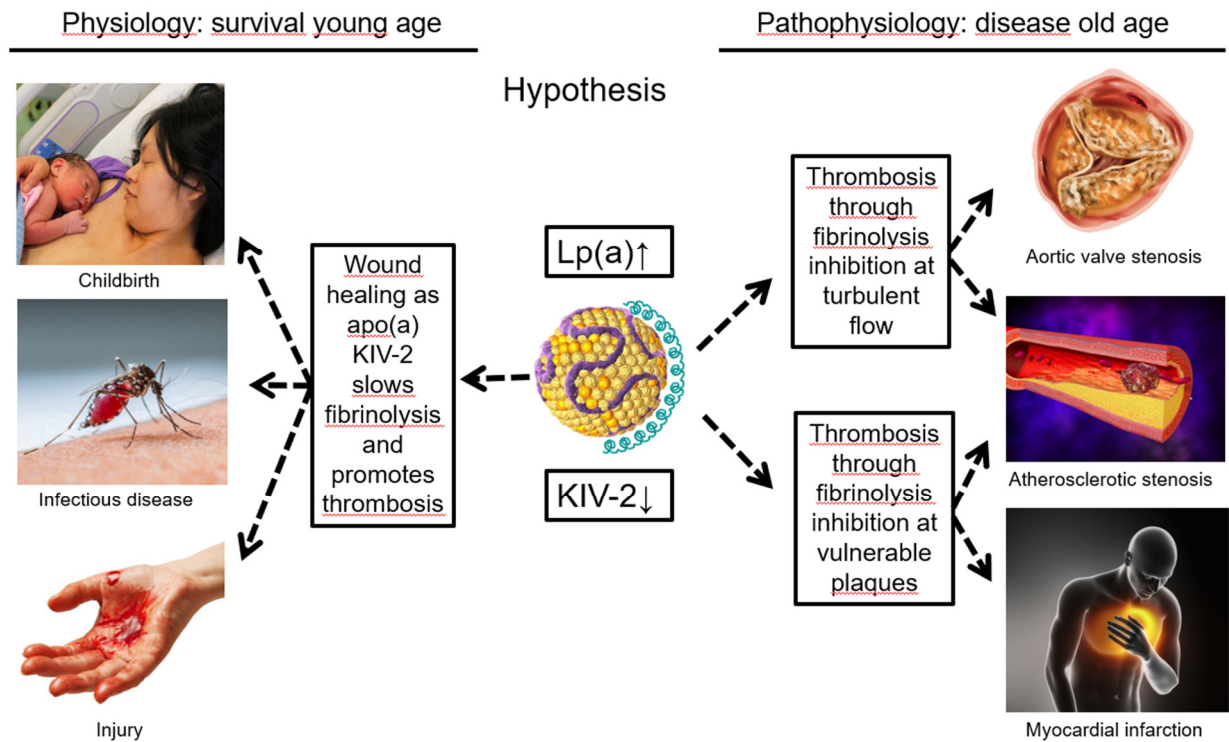 Physiology: survival young age
Pathophysiology: disease old age
Hypothesis
Childbirth
Infectious disease
Injury
Wound
healing as
apo(a)
KIV-2
slows
fibrinolysis
and
promotes
thrombosis
Lp(a)↑
KIV-2↓
Thrombosis
through
fibrinolysis
inhibition at
turbulent
flow
Thrombosis
through
fibrinolysis
inhibition at
vulnerable
plaques
Aortic valve stenosis
Atherosclerotic stenosis
Myocardial infarction